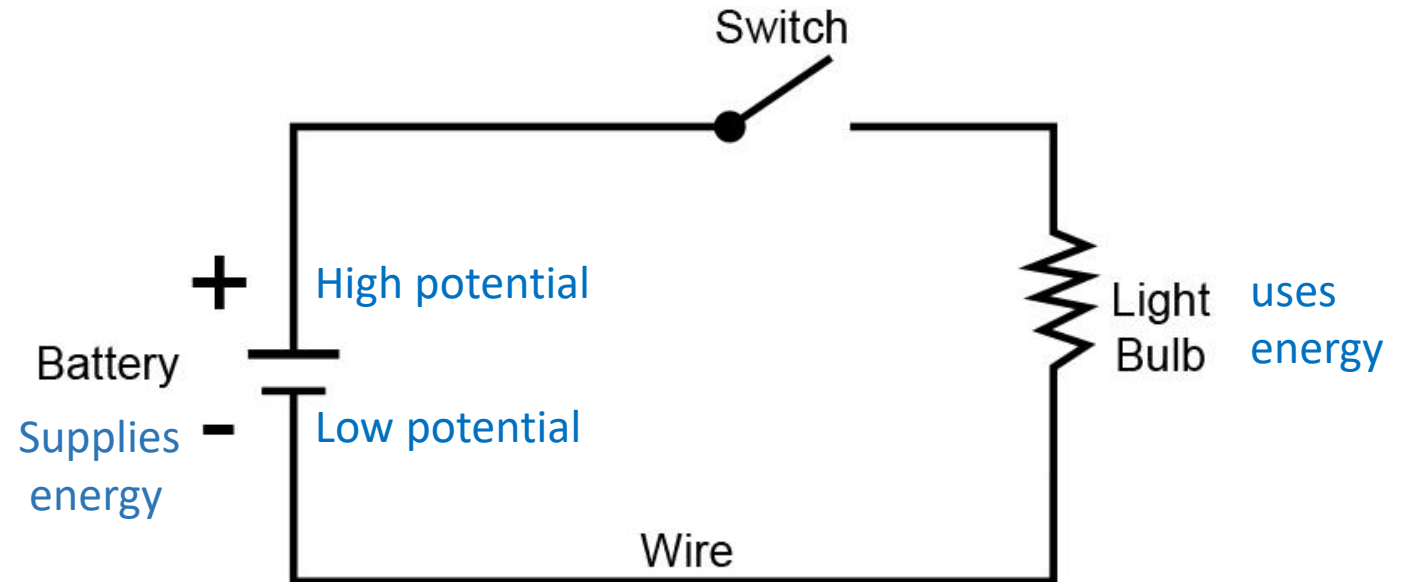 Switch
+
High potential
Battery
Supplies
energy
-
Low potential
Light
Bulb
uses
energy
Wire